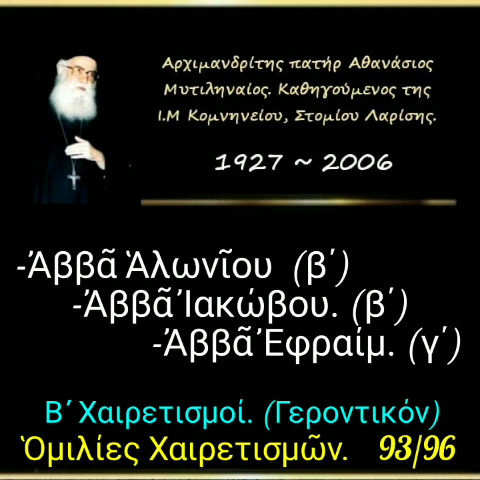 Αρχιμανδρίτης πατήρ Αθανάσιος
Μυτιληναίος. Καθηγούμενος της
Ι.Μ Κομνηνείου, Στομίου Λαρίσης.
1927 ~ 2006
-Ἀββᾶ Ἀλωνῖου (β΄)
-Ἀββᾶ Ἰακώβου. (β΄)
-Ἀββᾶ Ἐφραίμ. (γ΄)
Β΄ Χαιρετισμοί. (Γεροντικόν)
Ὁμιλίες Χαιρετισμῶν. 93/96